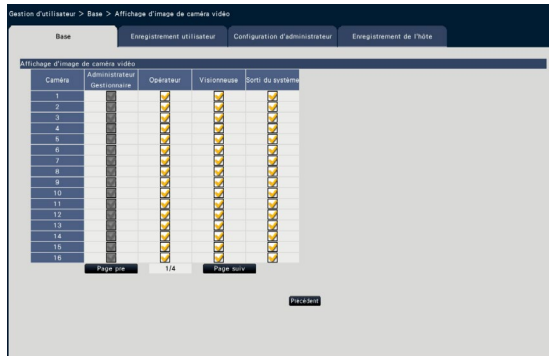 Gestion d'utilisateur > Base > Affichage d'image de caméra vidéo
Base Enregistrement utilisateur Configuration d'administrateur Enregistrement de l'hôte
Affichage d'image de caméra vidéo
Caméra Administrateur Gestionnaire Opérateur Visionneuse Sorti du système
1
2
3
4
5
6
7
8
9
10
11
12
13
14
15
16
Page pre 1/4 Page suiv
Précédent